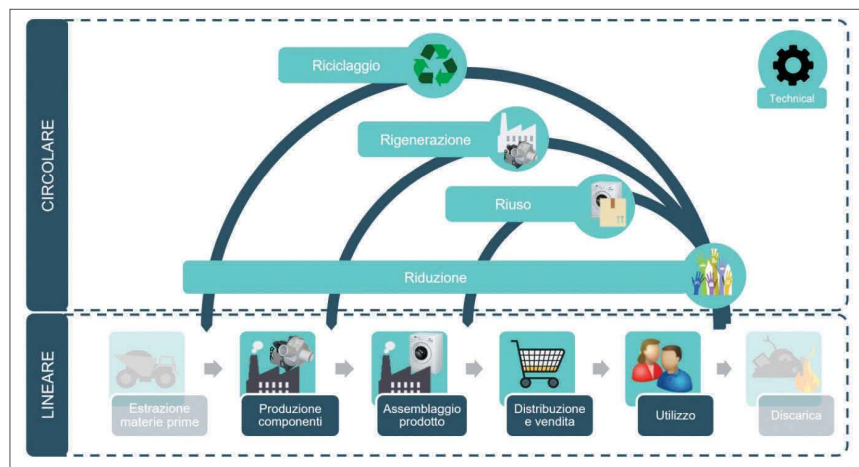 CIRCOLARE
Riciclaggio
Technical
Rigenerazione
Riuso
Riduzione
LINEARE
Estrazione
materie prime
Produzione
componenti
Assemblaggio
prodotto
Distribuzione
e vendita
Utilizzo
Discarica